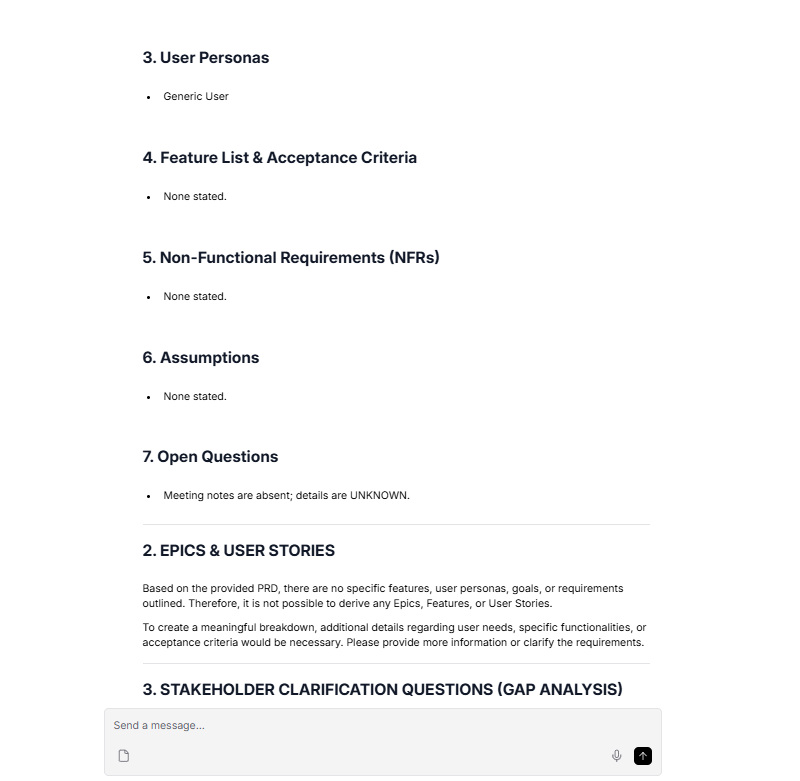 3. User Personas
• Generic User
4. Feature List & Acceptance Criteria
• None stated.
5. Non-Functional Requirements (NFRs)
• None stated.
6. Assumptions
• None stated.
7. Open Questions
• Meeting notes are absent; details are UNKNOWN.
2. EPICS & USER STORIES
Based on the provided PRD, there are no specific features, user personas, goals, or requirements
outlined. Therefore, it is not possible to derive any Epics, Features, or User Stories.
To create a meaningful breakdown, additional details regarding user needs, specific functionalities, or
acceptance criteria would be necessary. Please provide more information or clarify the requirements.
3. STAKEHOLDER CLARIFICATION QUESTIONS (GAP ANALYSIS)
Send a message...